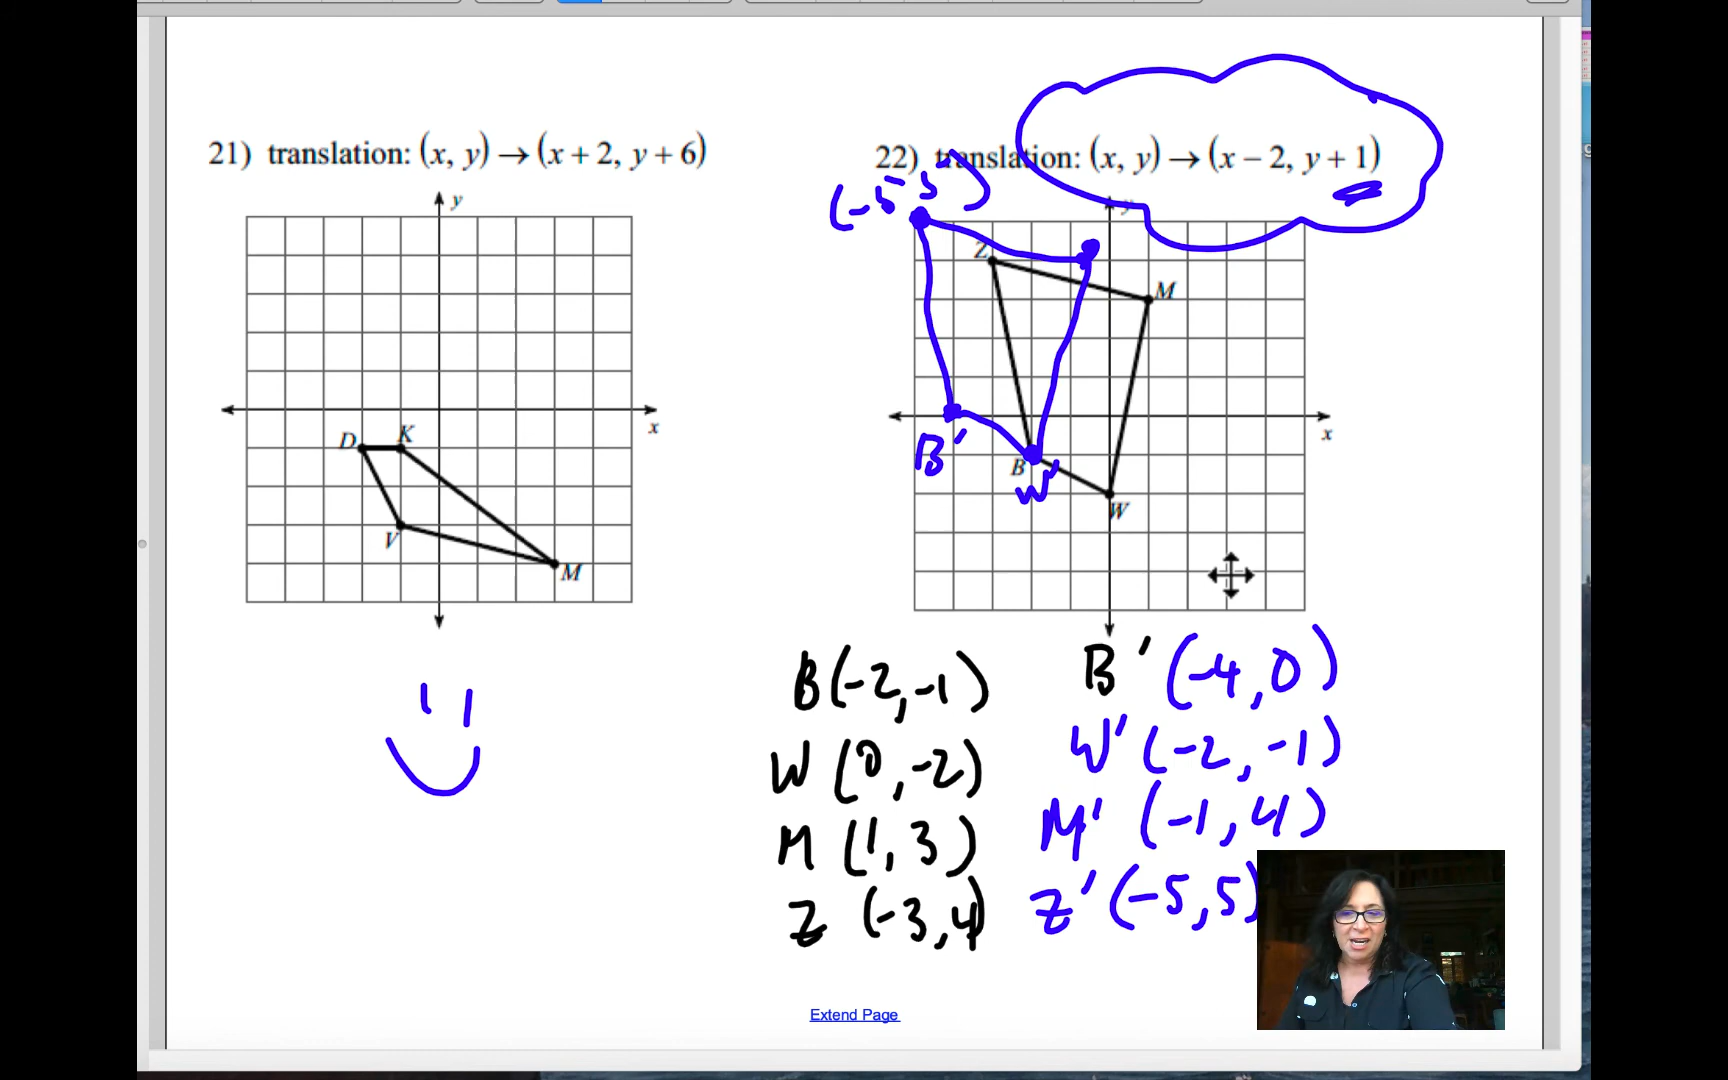 21) translation: (x, y) → (x + 2, y + 6)
22) translation: (x, y) → (x − 2, y + 1)
(-5 5)
y
y
Z
M
x
x
D
K
B'
B
W'
W
V
M
B(-2,-1)
B' (-4,0)
W (0,-2)
W' (-2,-1)
M (1,3)
M' (-1,4)
Z (-3,4)
Z' (-5,5)
Extend Page